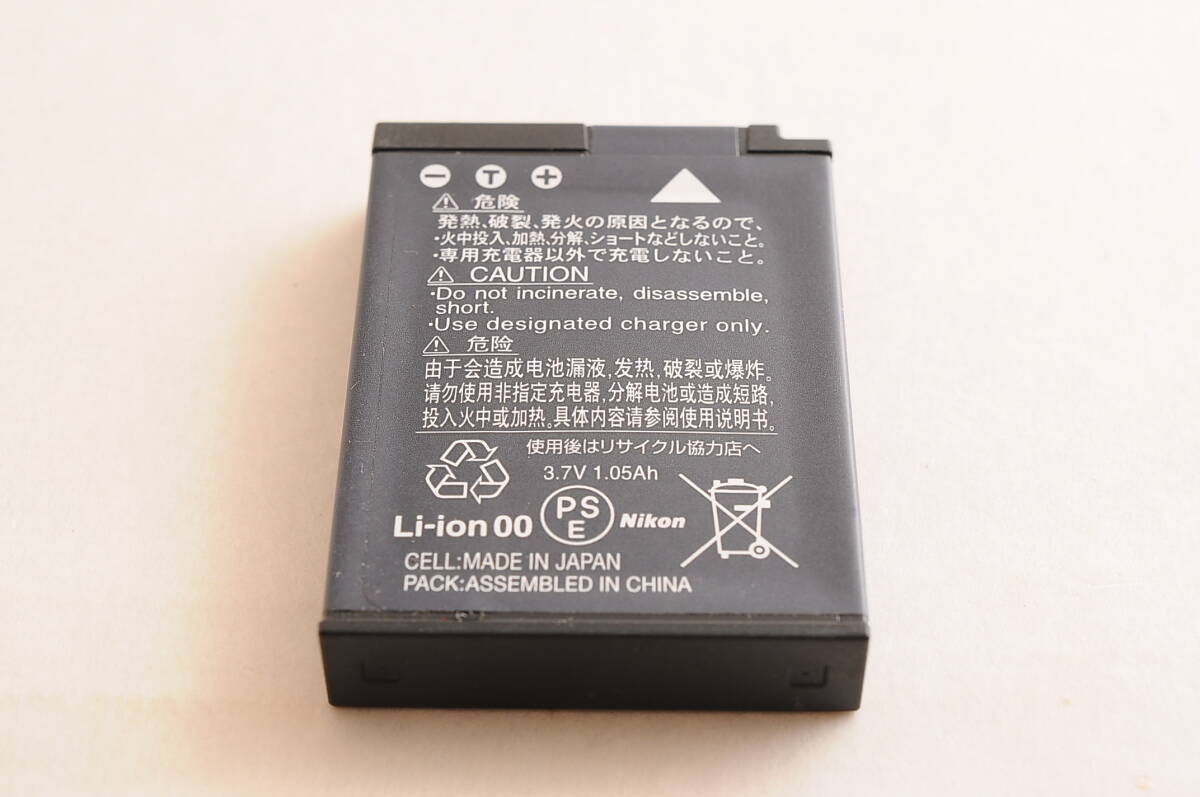 − T +
⚠ 危険
発熱、破裂、発火の原因となるので、
・火中投入、加熱、分解、ショートなどしないこと。
・専用充電器以外で充電しないこと。
⚠ CAUTION
・Do not incinerate, disassemble,
short.
・Use designated charger only.
⚠ 危险
由于会造成电池漏液,发热,破裂或爆炸。
请勿使用非指定充电器,分解电池或造成短路,
投入火中或加热。具体内容请参阅使用说明书。
使用後はリサイクル協力店へ
3.7V 1.05Ah
Li-ion 00
PS
E
Nikon
CELL:MADE IN JAPAN
PACK:ASSEMBLED IN CHINA